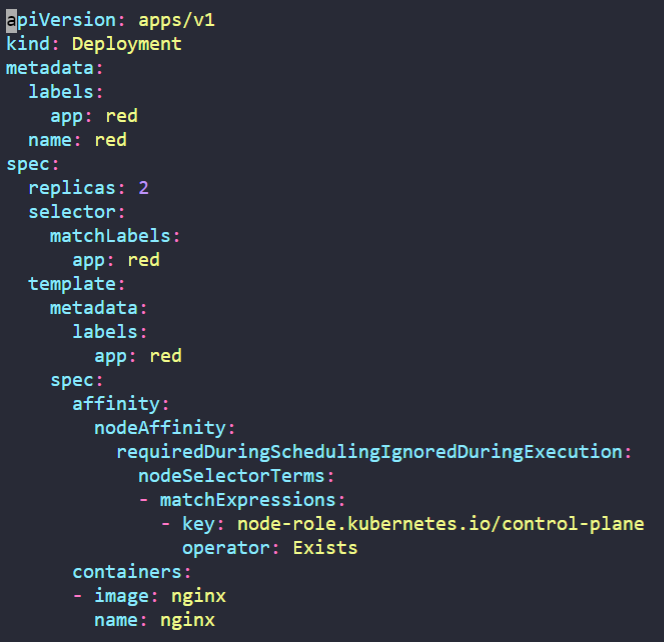 apiVersion: apps/v1
kind: Deployment
metadata:
  labels:
    app: red
  name: red
spec:
  replicas: 2
  selector:
    matchLabels:
      app: red
  template:
    metadata:
      labels:
        app: red
    spec:
      affinity:
        nodeAffinity:
          requiredDuringSchedulingIgnoredDuringExecution:
            nodeSelectorTerms:
            - matchExpressions:
              - key: node-role.kubernetes.io/control-plane
                operator: Exists
      containers:
      - image: nginx
        name: nginx